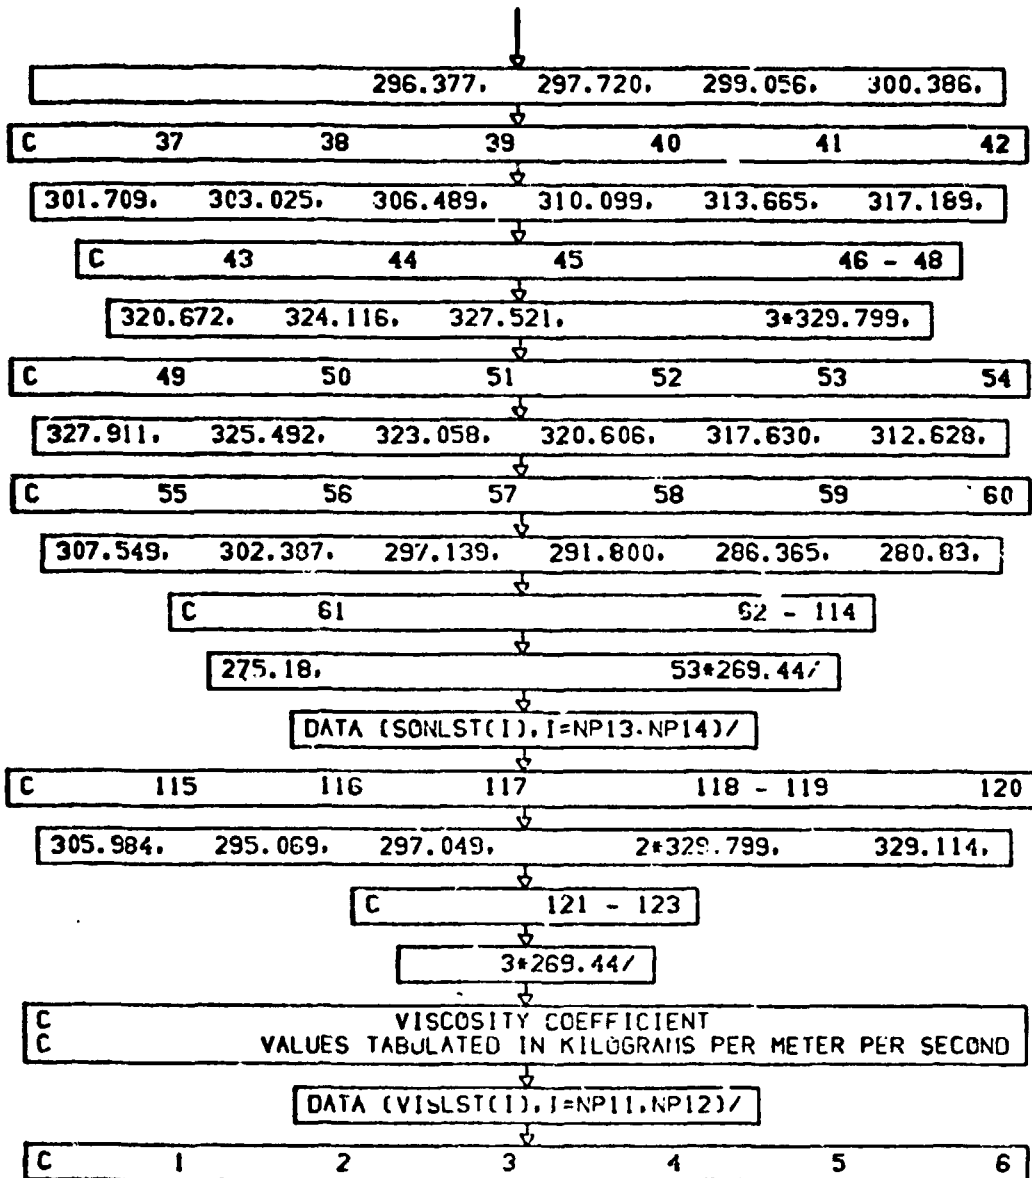 296.377, 297.720, 299.056, 300.386,
C 37 38 39 40 41 42
301.709, 303.025, 306.489, 310.099, 313.665, 317.189,
C 43 44 45 46 - 48
320.672, 324.116, 327.521, 3*329.799,
C 49 50 51 52 53 54
327.911, 325.492, 323.058, 320.606, 317.630, 312.628,
C 55 56 57 58 59 60
307.549, 302.387, 297.139, 291.800, 286.365, 280.83,
C 61 62 - 114
275.18, 53*269.44/
DATA (SONLST(I),I=NP13,NP14)/
C 115 116 117 118 - 119 120
305.984, 295.069, 297.049, 2*329.799, 329.114,
C 121 - 123
3*269.44/
C VISCOSITY COEFFICIENT
C VALUES TABULATED IN KILOGRAMS PER METER PER SECOND
DATA (VISLST(I),I=NP11,NP12)/
C 1 2 3 4 5 6